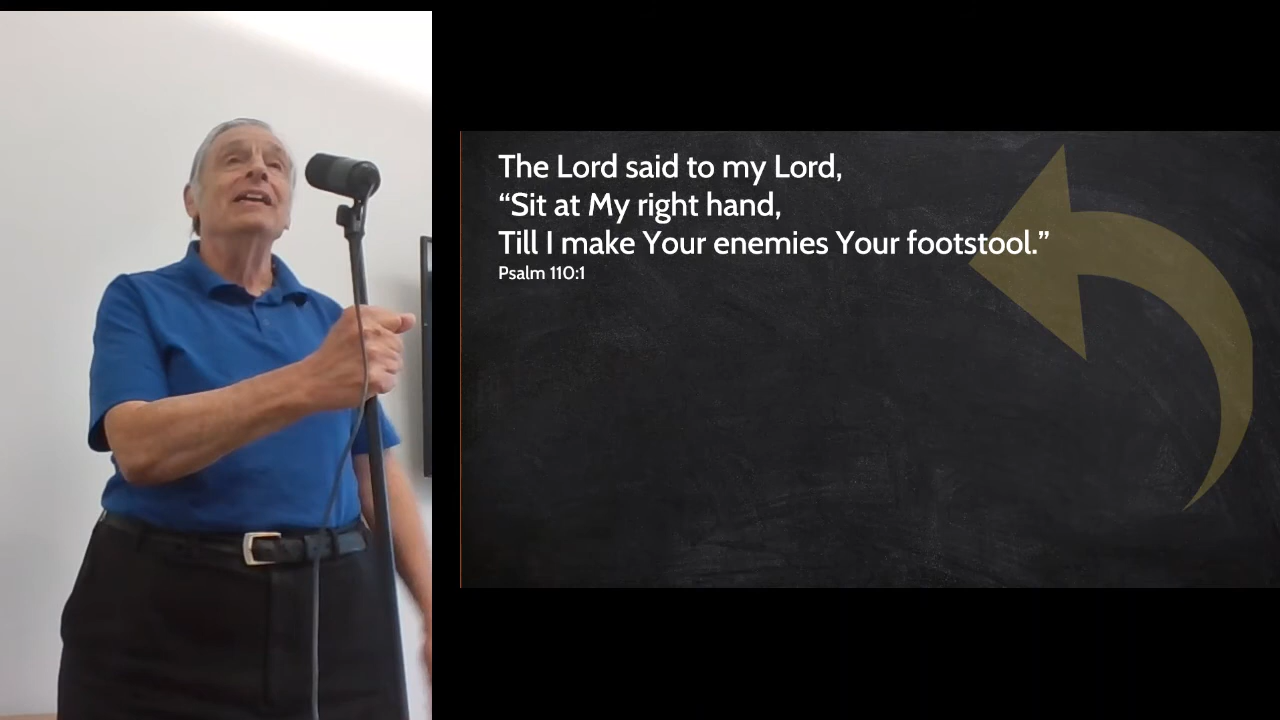 The Lord said to my Lord,
“Sit at My right hand,
Till I make Your enemies Your footstool.”
Psalm 110:1